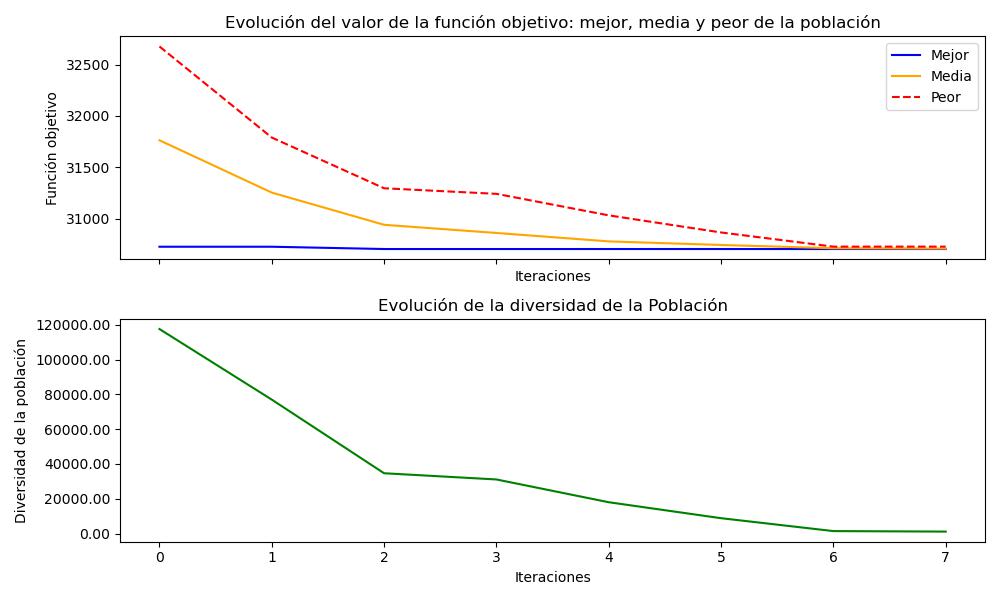 Evolución del valor de la función objetivo: mejor, media y peor de la población
Función objetivo
32500
32000
31500
31000
Mejor
Media
Peor
Iteraciones
Evolución de la diversidad de la Población
Diversidad de la población
120000.00
100000.00
80000.00
60000.00
40000.00
20000.00
0.00
0 1 2 3 4 5 6 7
Iteraciones